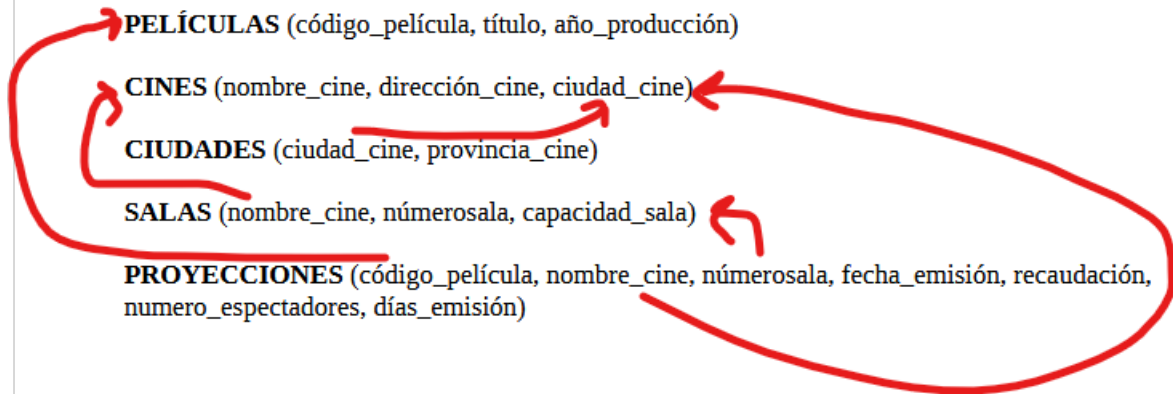 PELÍCULAS (código_película, título, año_producción)
CINES (nombre_cine, dirección_cine, ciudad_cine)
CIUDADES (ciudad_cine, provincia_cine)
SALAS (nombre_cine, númerosala, capacidad_sala)
PROYECCIONES (código_película, nombre_cine, númerosala, fecha_emisión, recaudación,
numero_espectadores, días_emisión)